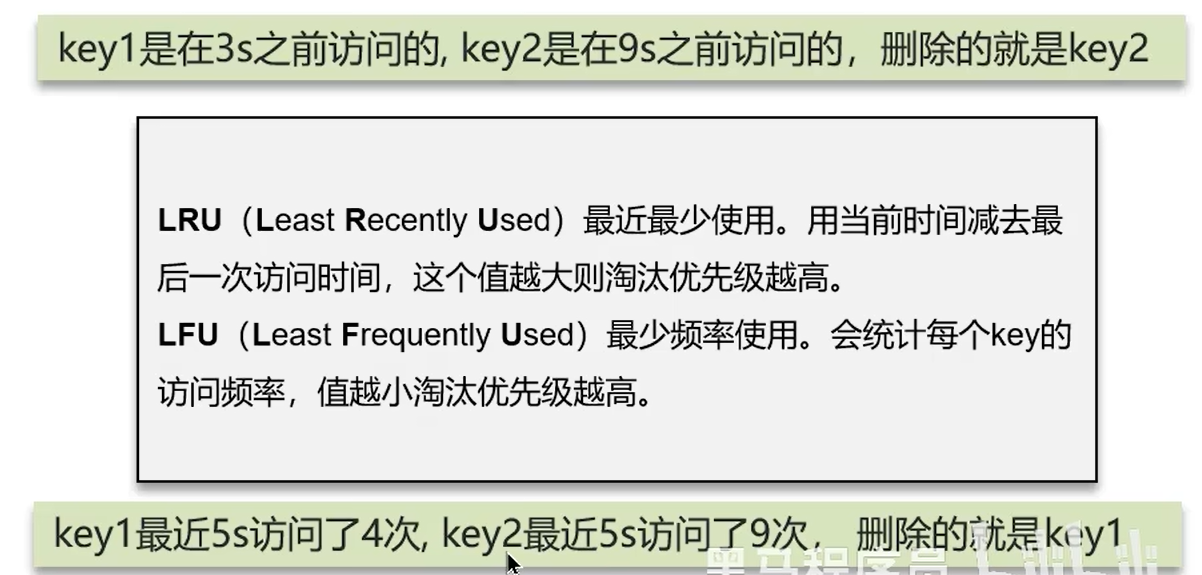 key1是在3s之前访问的, key2是在9s之前访问的，删除的就是key2
LRU（Least Recently Used）最近最少使用。用当前时间减去最
后一次访问时间，这个值越大则淘汰优先级越高。
LFU（Least Frequently Used）最少频率使用。会统计每个key的
访问频率，值越小淘汰优先级越高。
key1最近5s访问了4次, key2最近5s访问了9次， 删除的就是key1
黑马程序员